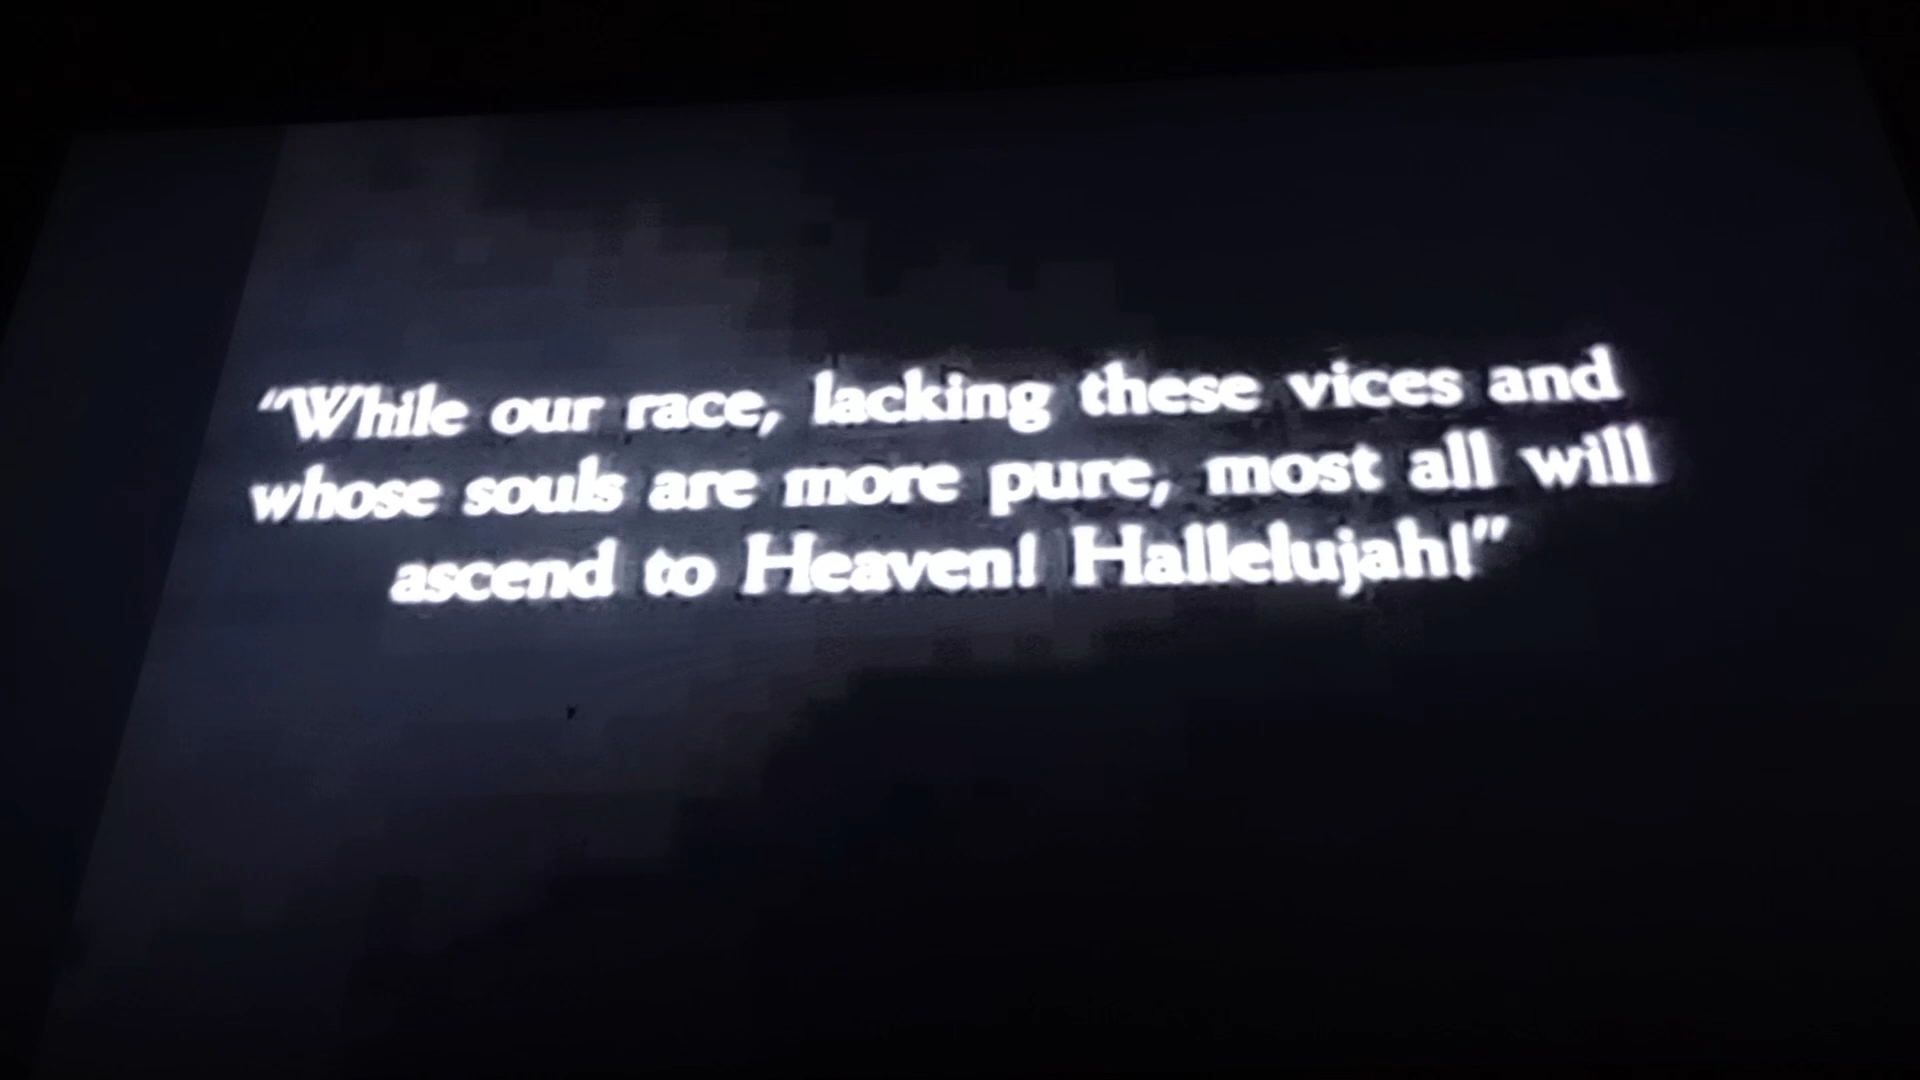 “While our race, lacking these vices and
whose souls are more pure, most all will
ascend to Heaven! Hallelujah!”